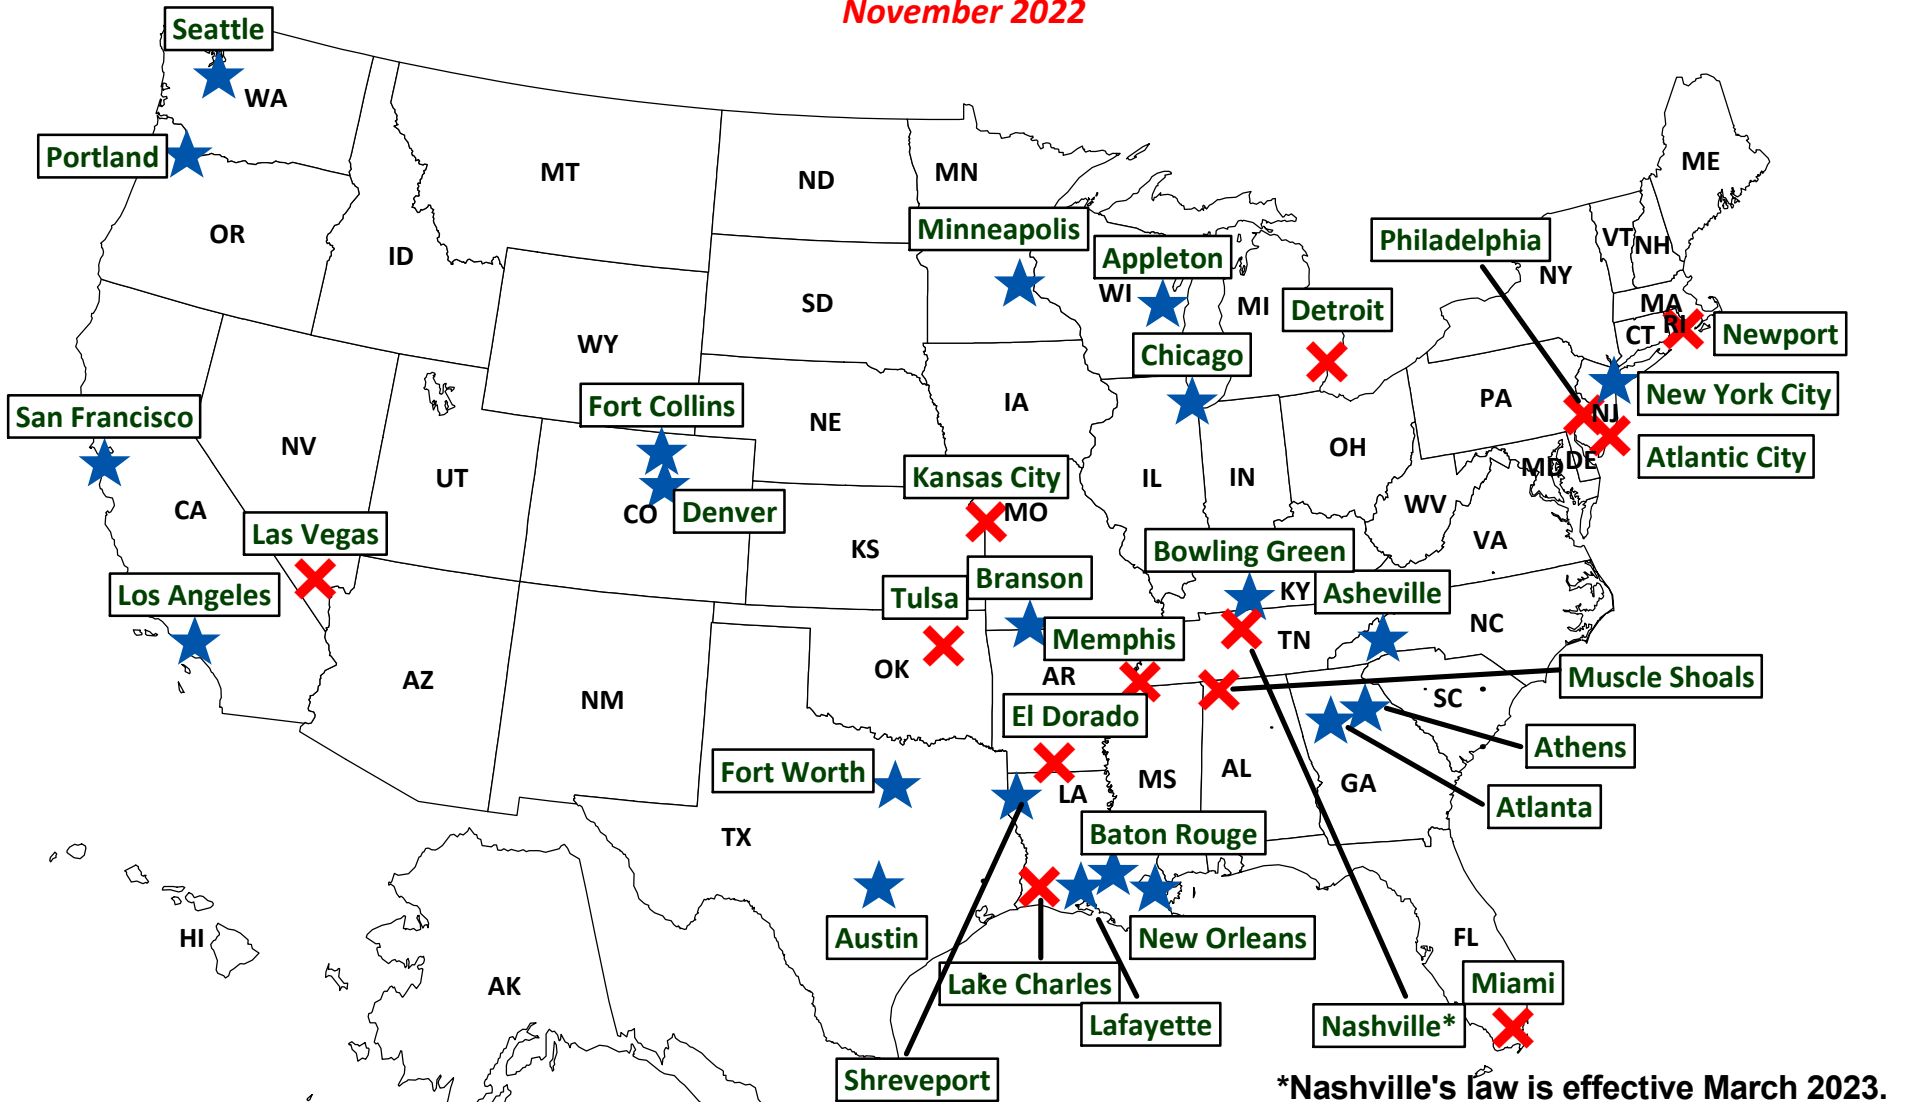 November 2022
Seattle
WA
Portland
MT
ND
MN
ME
OR
ID
Minneapolis
Appleton
Philadelphia
VT
NH
NY
SD
WI
MI
Detroit
MA
RI
CT
Newport
WY
Chicago
New York City
San Francisco
Fort Collins
IA
PA
NJ
NE
NV
OH
Atlantic City
UT
Kansas City
IL
IN
MD
DE
CA
CO
Denver
MO
WV
Las Vegas
KS
Bowling Green
VA
Los Angeles
Tulsa
Branson
KY
Asheville
Memphis
TN
NC
OK
AR
AZ
NM
Muscle Shoals
SC
El Dorado
Athens
Fort Worth
LA
MS
AL
GA
Atlanta
TX
Baton Rouge
HI
Austin
New Orleans
FL
AK
Lake Charles
Miami
Lafayette
Nashville*
Shreveport
*Nashville's law is effective March 2023.